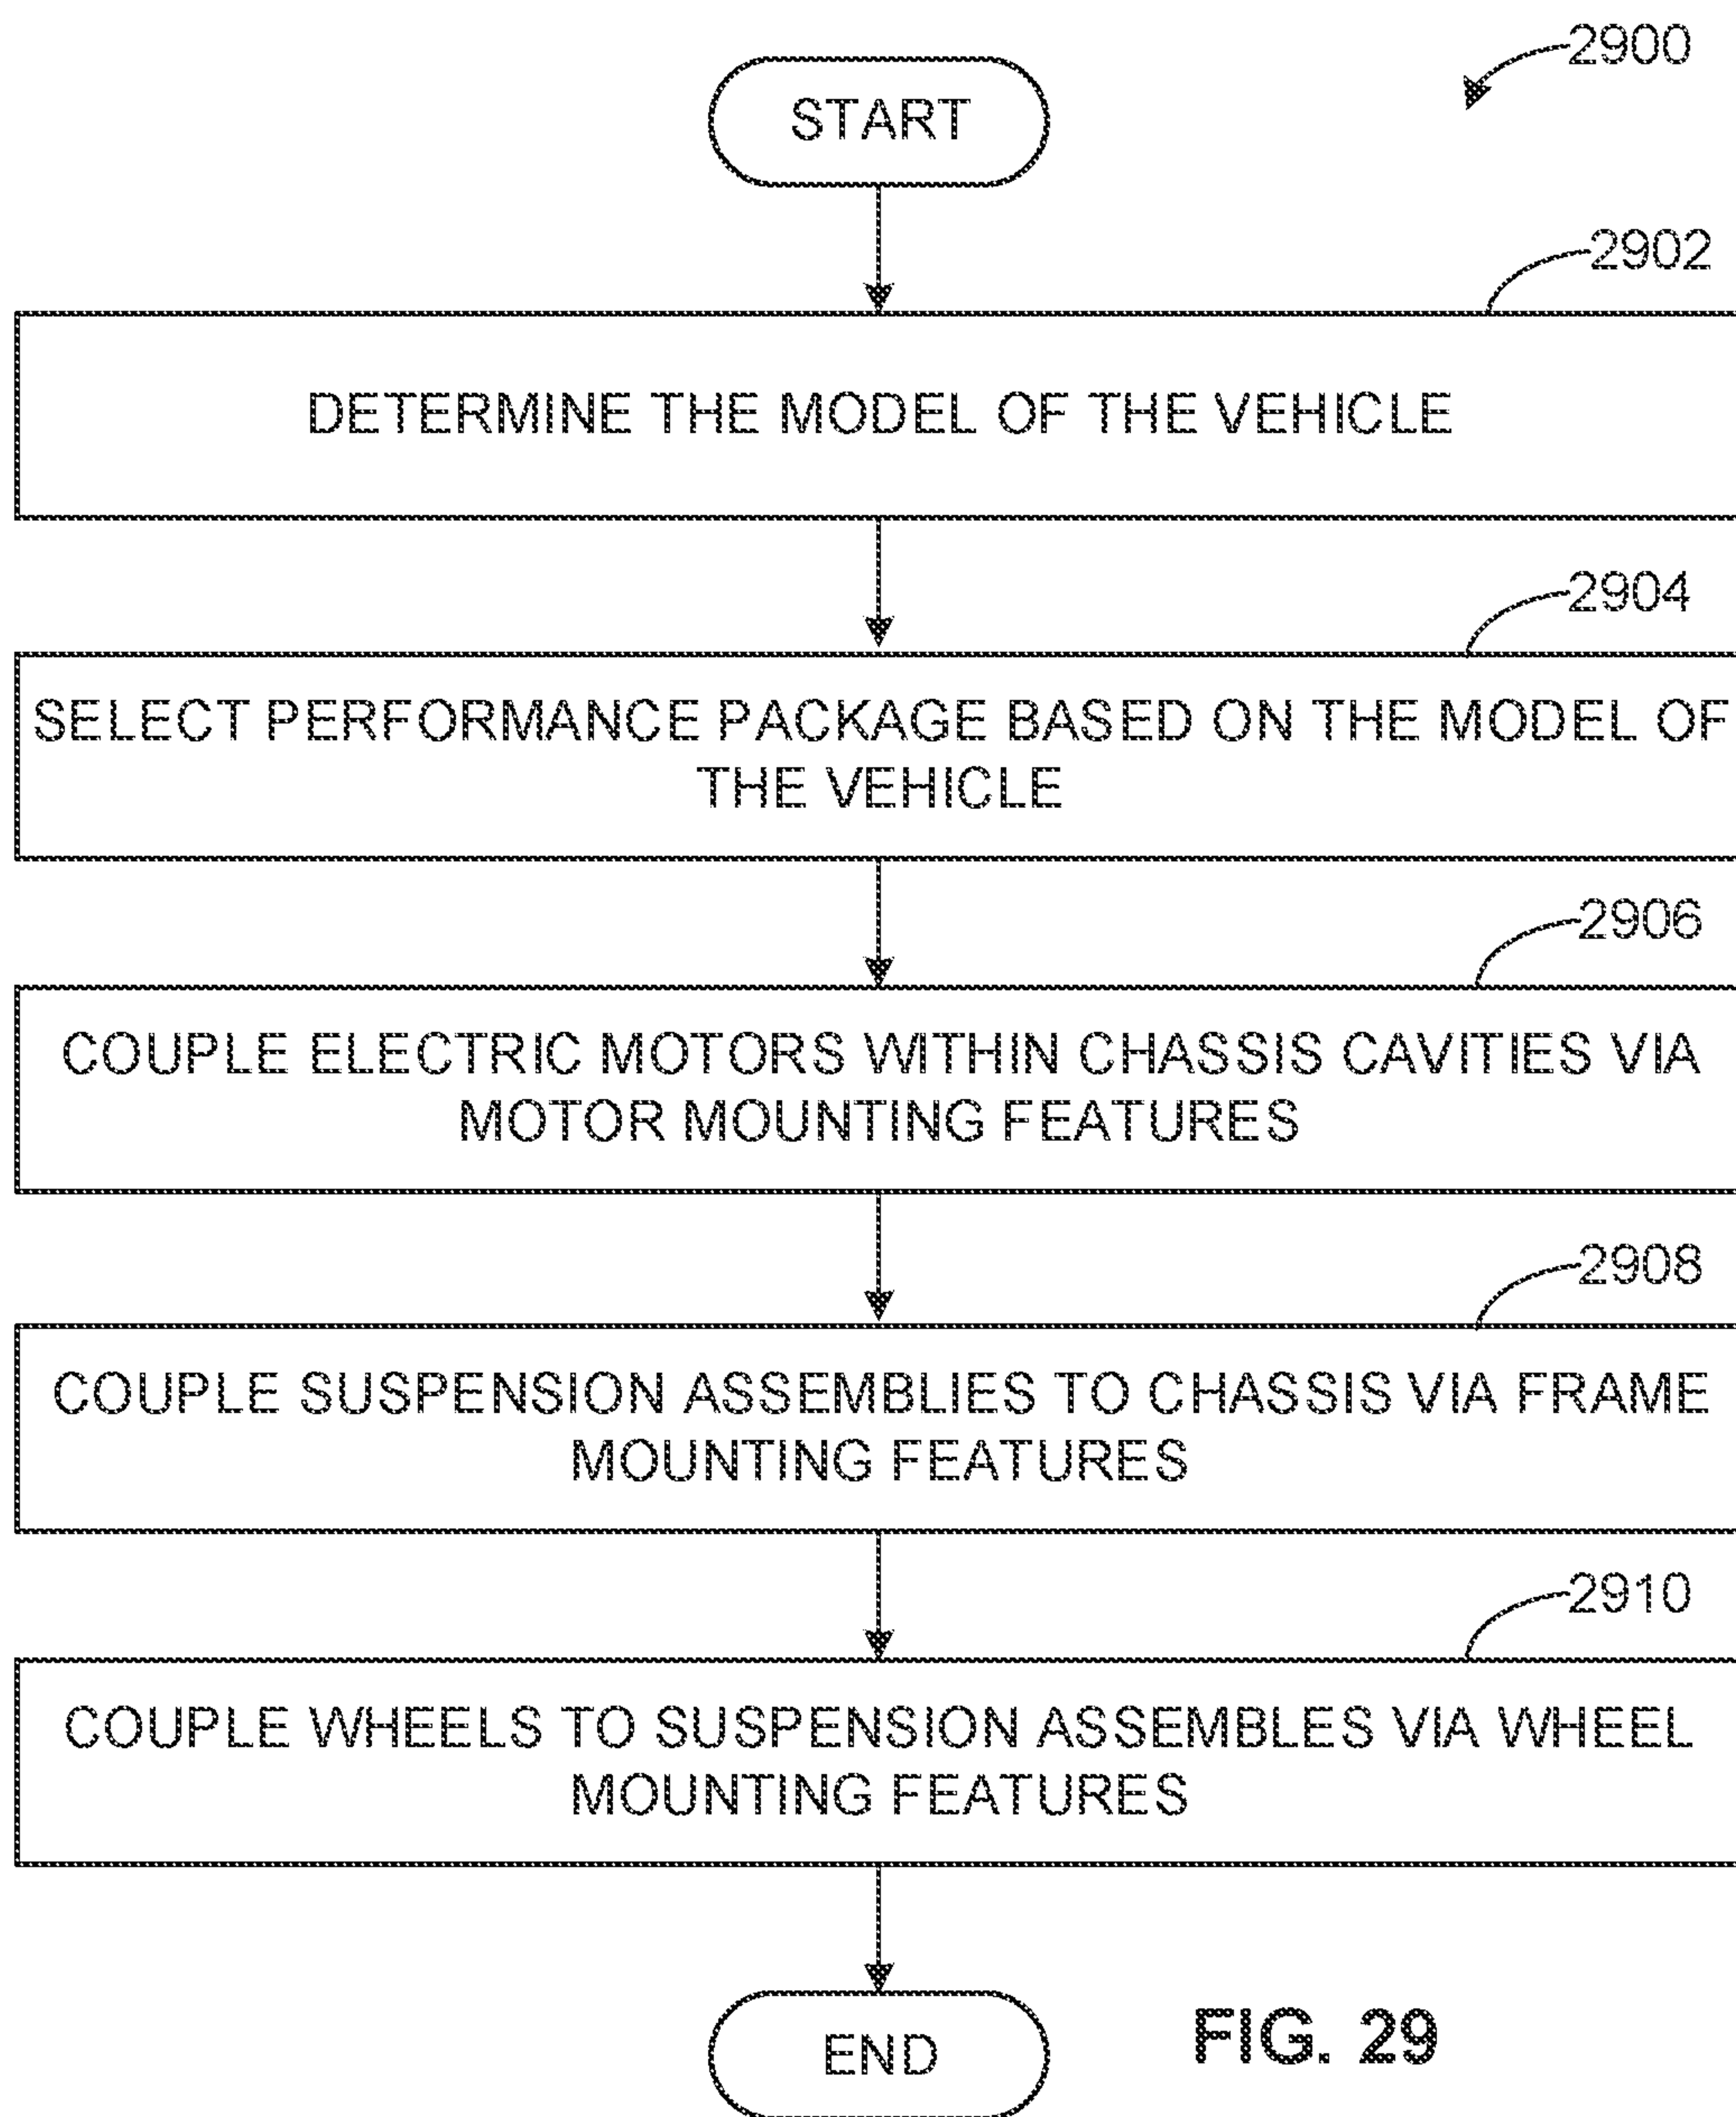 2900
START
2902
DETERMINE THE MODEL OF THE VEHICLE
2904
SELECT PERFORMANCE PACKAGE BASED ON THE MODEL OF
THE VEHICLE
2906
COUPLE ELECTRIC MOTORS WITHIN CHASSIS CAVITIES VIA
MOTOR MOUNTING FEATURES
2908
COUPLE SUSPENSION ASSEMBLIES TO CHASSIS VIA FRAME
MOUNTING FEATURES
2910
COUPLE WHEELS TO SUSPENSION ASSEMBLES VIA WHEEL
MOUNTING FEATURES
END
FIG. 29